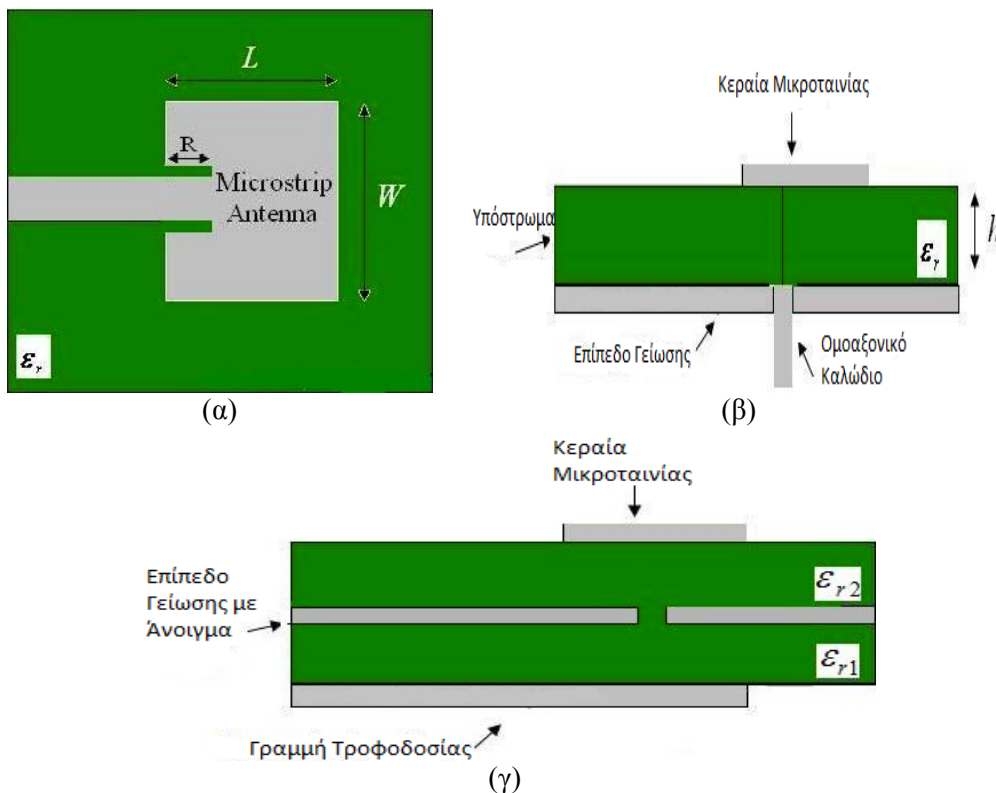 L
R
Microstrip
Antenna
W
εr
(α)
Κεραία Μικροταινίας
Υπόστρωμα
εr
h
Επίπεδο Γείωσης
Ομοαξονικό
Καλώδιο
(β)
Κεραία
Μικροταινίας
Επίπεδο
Γείωσης με
Άνοιγμα
εr2
εr1
Γραμμή Τροφοδοσίας
(γ)